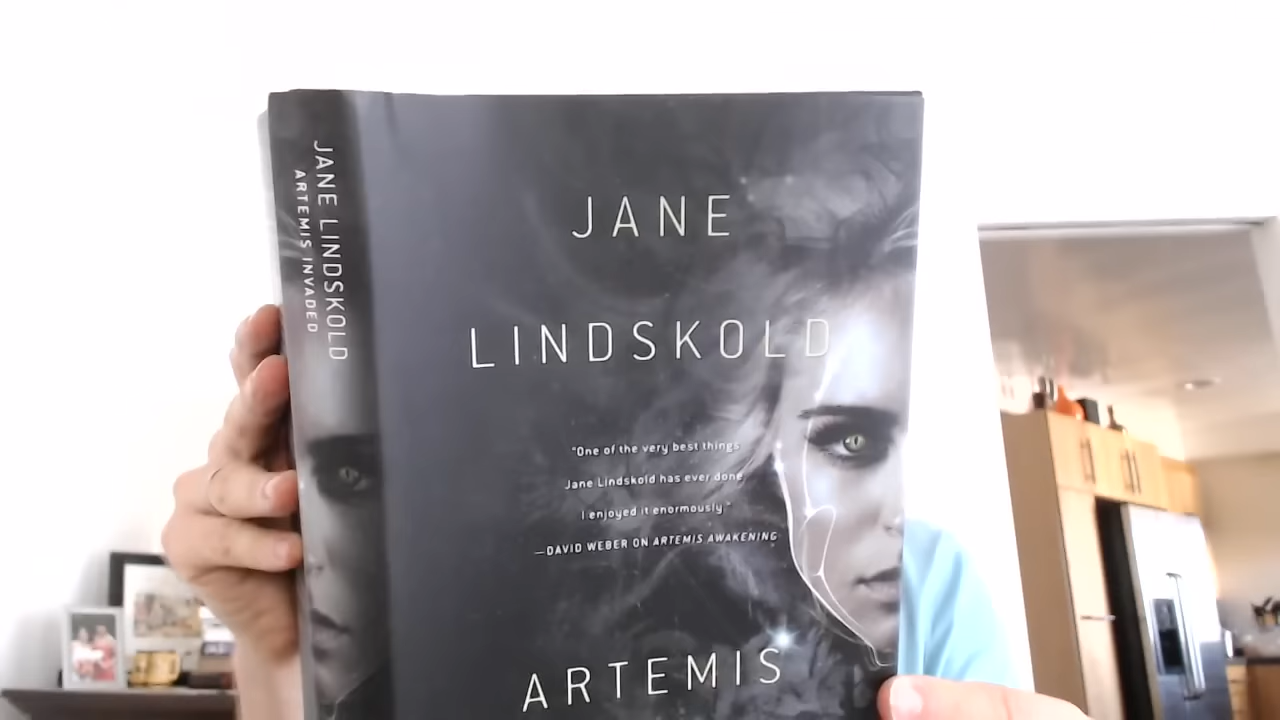 JANE LINDSKOLD
ARTEMIS INVADED
JANE
LINDSKOLD
"One of the very best things
Jane Lindskold has ever done.
I enjoyed it enormously."
—DAVID WEBER ON ARTEMIS AWAKENING
ARTEMIS